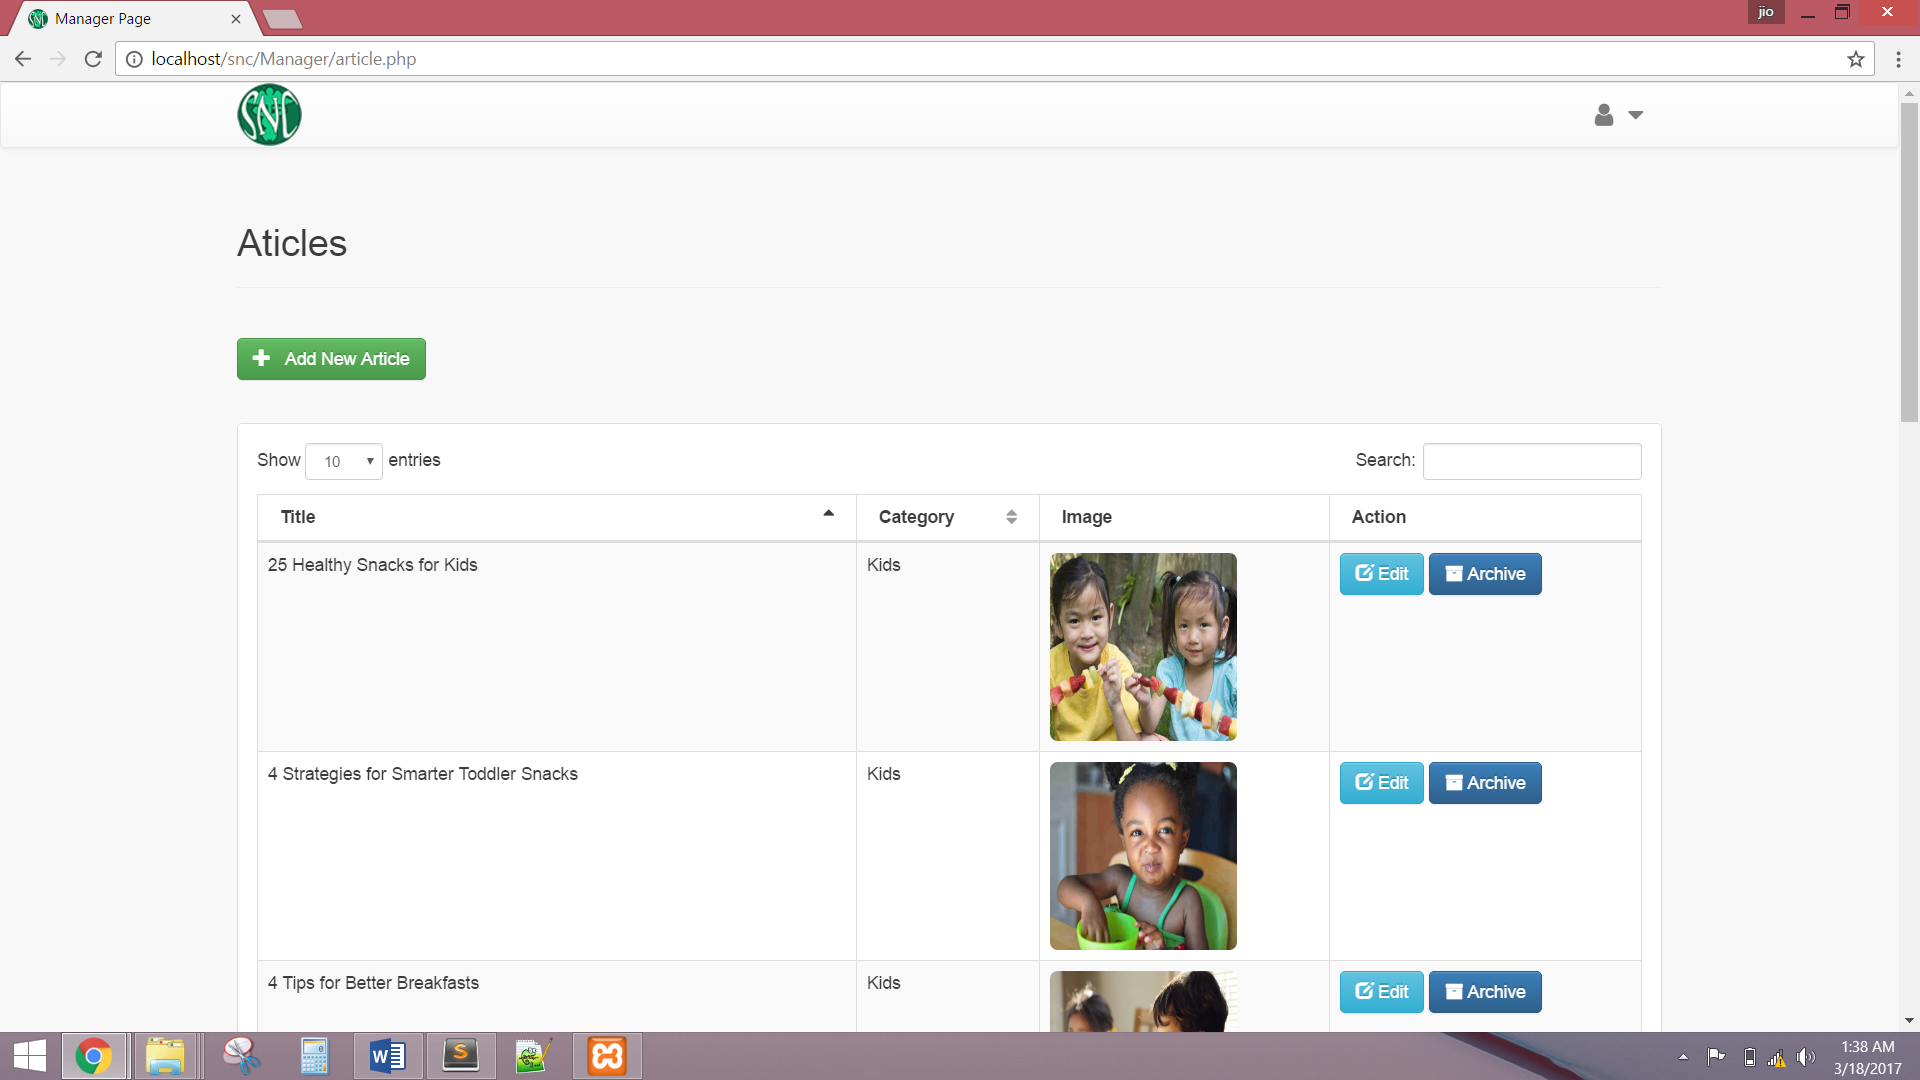 Manager Page
jio
localhost/snc/Manager/article.php
SNC
Aticles
Add New Article
Show 10 entries
Search:
Title Category Image Action
25 Healthy Snacks for Kids Kids Edit Archive
4 Strategies for Smarter Toddler Snacks Kids Edit Archive
4 Tips for Better Breakfasts Kids Edit Archive
1:38 AM
3/18/2017